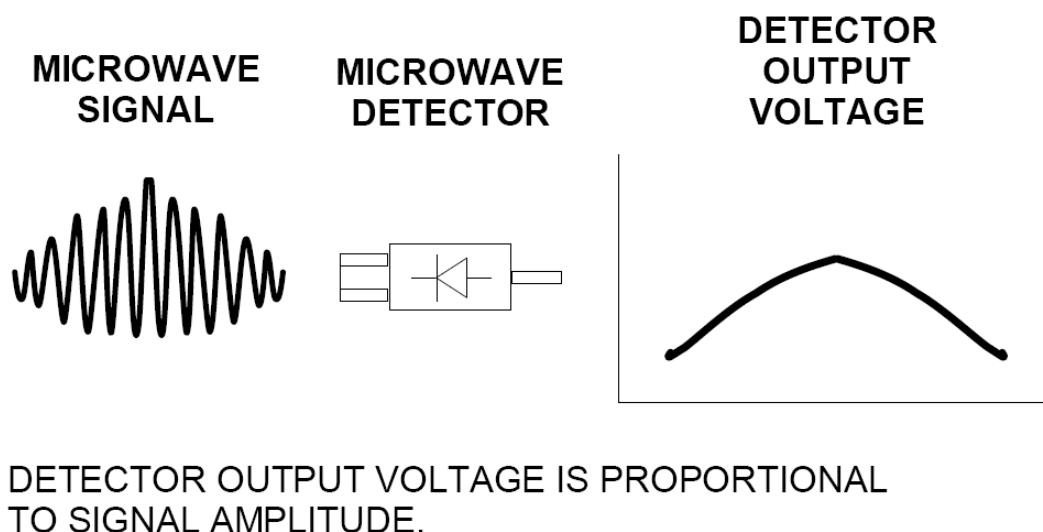 MICROWAVE
SIGNAL
MICROWAVE
DETECTOR
DETECTOR
OUTPUT
VOLTAGE
DETECTOR OUTPUT VOLTAGE IS PROPORTIONAL
TO SIGNAL AMPLITUDE.